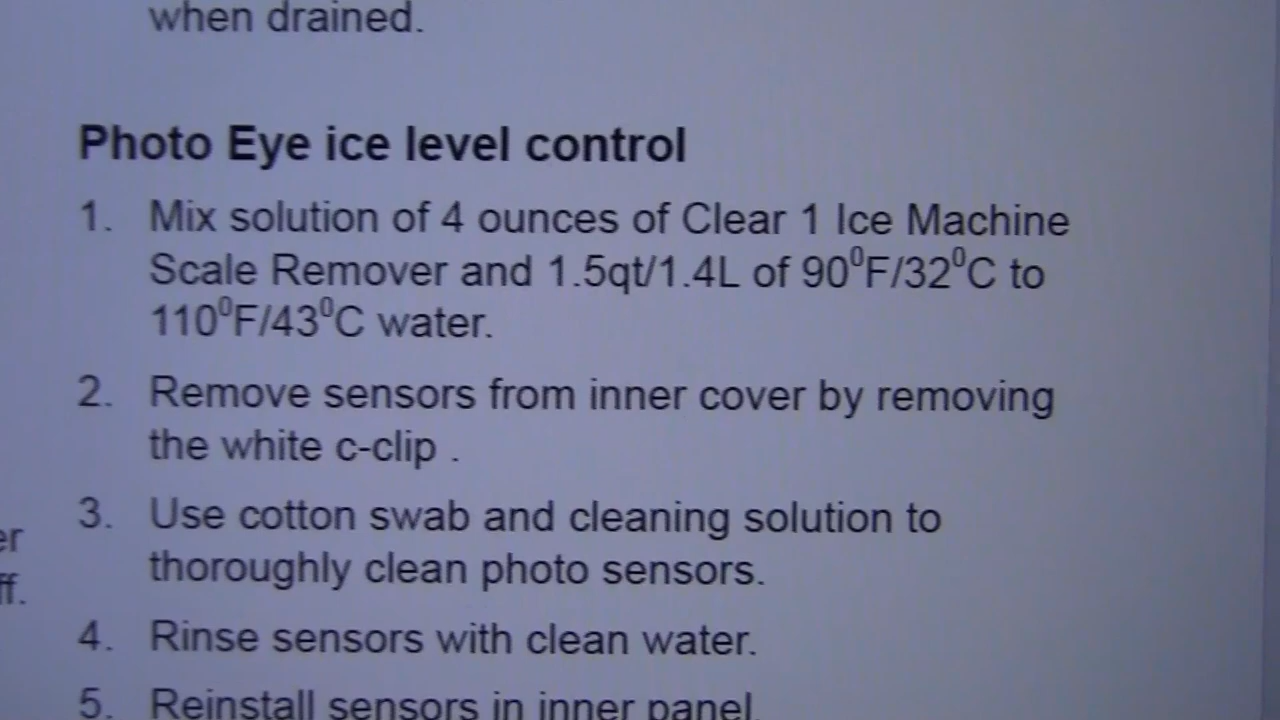 when drained.
Photo Eye ice level control
1. Mix solution of 4 ounces of Clear 1 Ice Machine
Scale Remover and 1.5qt/1.4L of 90⁰F/32⁰C to
110⁰F/43⁰C water.
2. Remove sensors from inner cover by removing
the white c-clip .
3. Use cotton swab and cleaning solution to
thoroughly clean photo sensors.
er
ff.
4. Rinse sensors with clean water.
5. Reinstall sensors in inner panel.